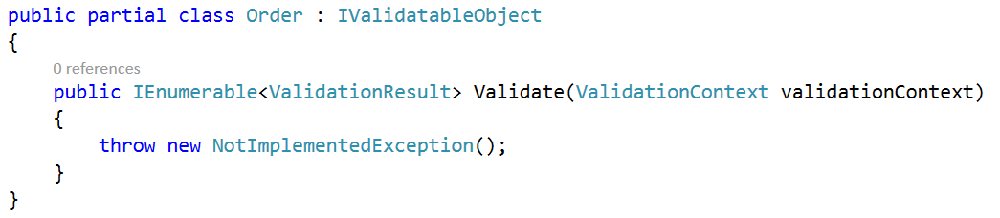 public partial class Order : IValidatableObject
{
0 references
public IEnumerable<ValidationResult> Validate(ValidationContext validationContext)
{
throw new NotImplementedException();
}
}